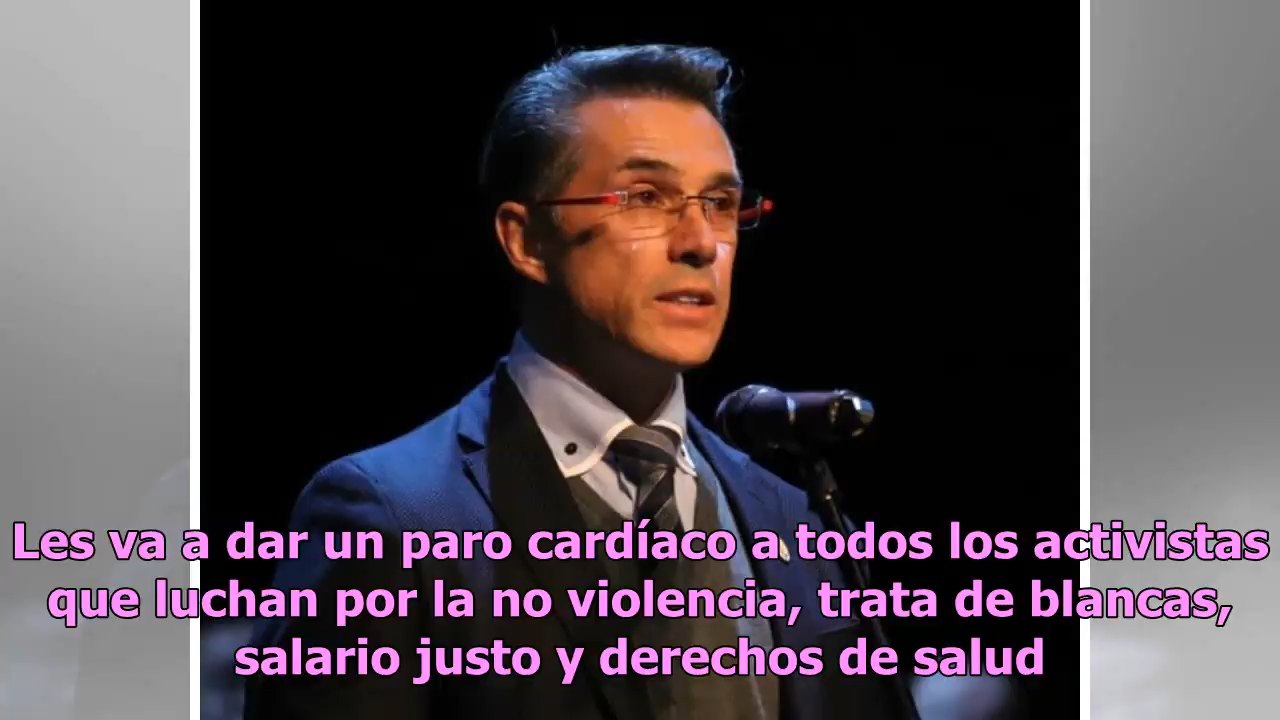 Les va a dar un paro cardíaco a todos los activistas
que luchan por la no violencia, trata de blancas,
salario justo y derechos de salud